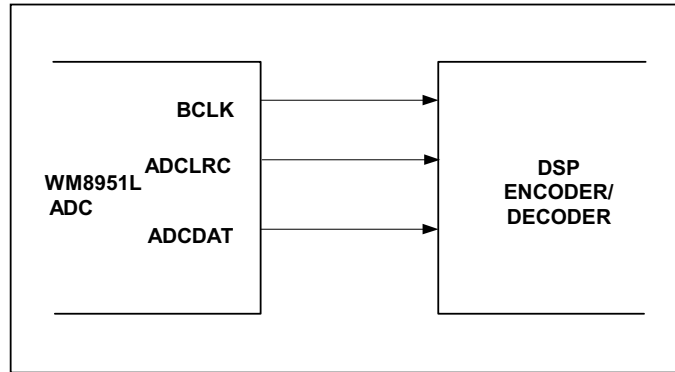 BCLK
ADCLRC
WM8951L
ADC
ADCDAT
DSP
ENCODER/
DECODER